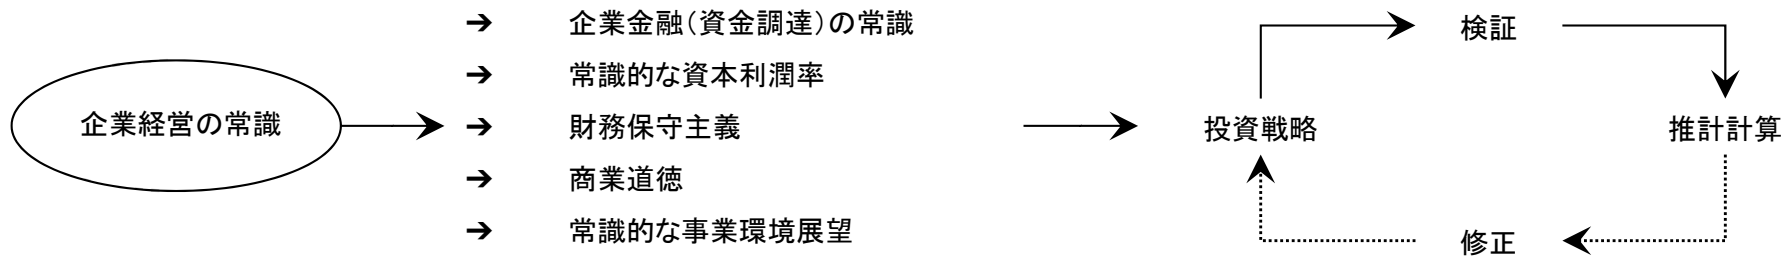 企業経営の常識
➔ 企業金融(資金調達)の常識
➔ 常識的な資本利潤率
➔ 財務保守主義
➔ 商業道徳
➔ 常識的な事業環境展望
検証
投資戦略
推計計算
修正